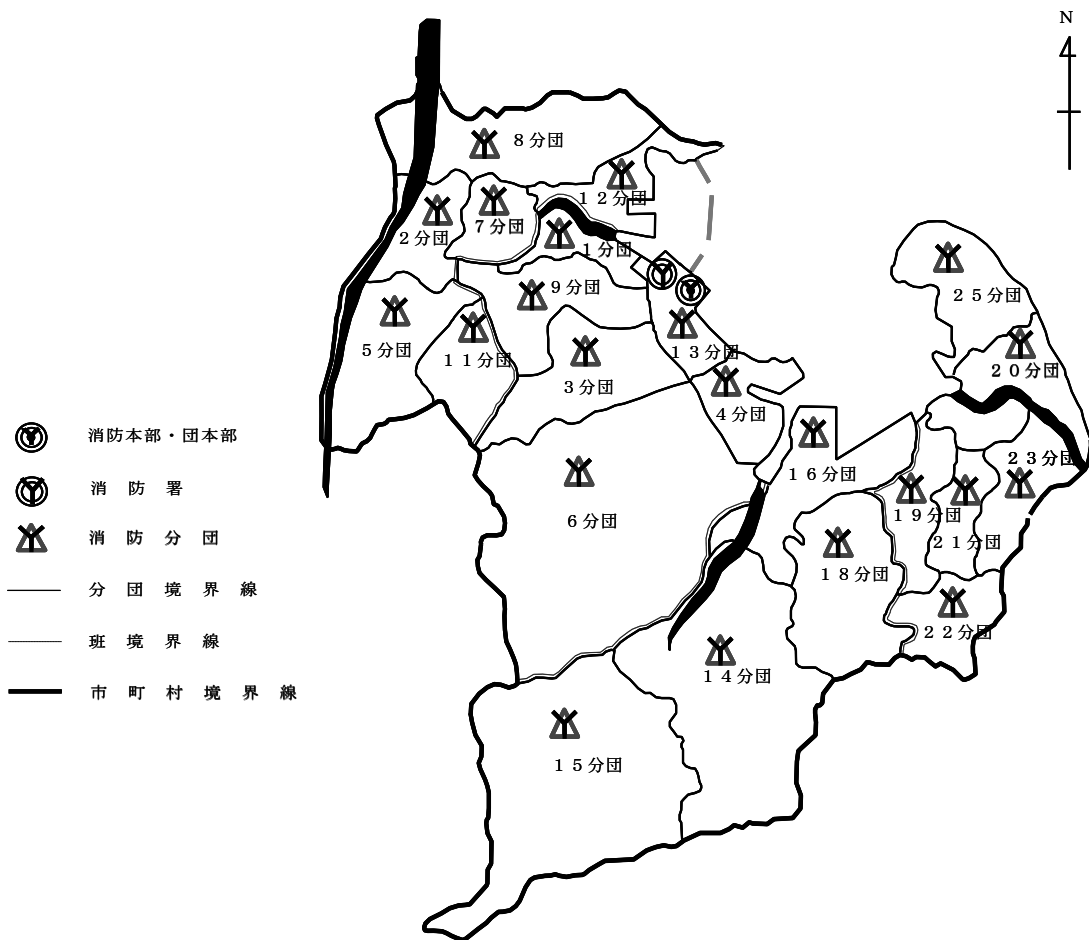 N
８分団
１２分団
７分団
２分団
１分団
９分団
２５分団
５分団
１１分団
１３分団
２０分団
３分団
４分団
消防本部・団本部
１６分団
２３分団
消　防　署
６分団
１９分団
消　防　分　団
２１分団
１８分団
分　団　境　界　線
２２分団
班　境　界　線
１４分団
市　町　村　境　界　線
１５分団